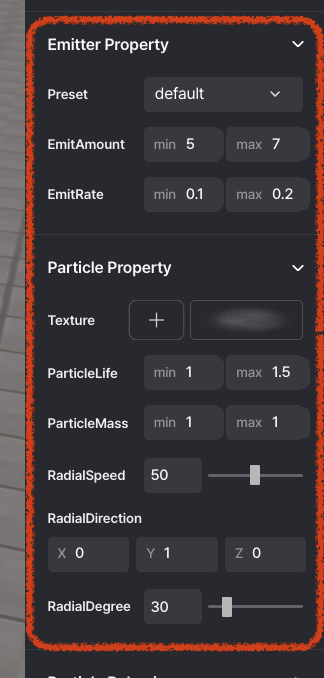 Emitter Property
Preset default
EmitAmount min 5 max 7
EmitRate min 0.1 max 0.2
Particle Property
Texture +
ParticleLife min 1 max 1.5
ParticleMass min 1 max 1
RadialSpeed 50
RadialDirection
X 0 Y 1 Z 0
RadialDegree 30